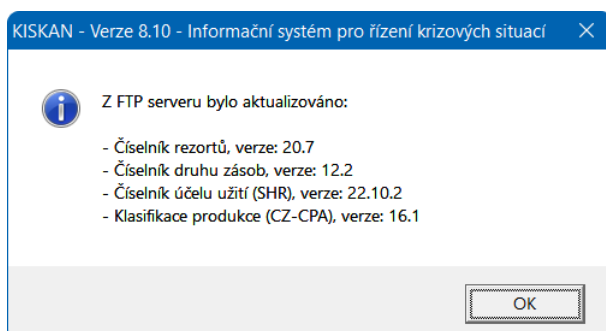 KISKAN - Verze 8.10 - Informační systém pro řízení krizových situací
Z FTP serveru bylo aktualizováno:
- Číselník rezortů, verze: 20.7
- Číselník druhu zásob, verze: 12.2
- Číselník účelu užití (SHR), verze: 22.10.2
- Klasifikace produkce (CZ-CPA), verze: 16.1
OK